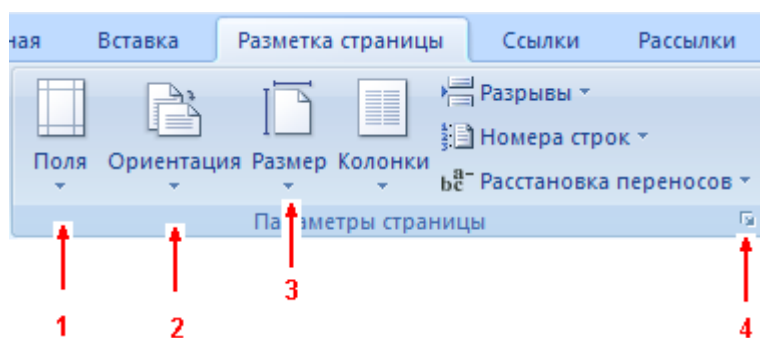 ная Вставка Разметка страницы Ссылки Рассылки
Поля Ориентация Размер Колонки
Разрывы
Номера строк
Расстановка переносов
Параметры страницы
1 2 3 4